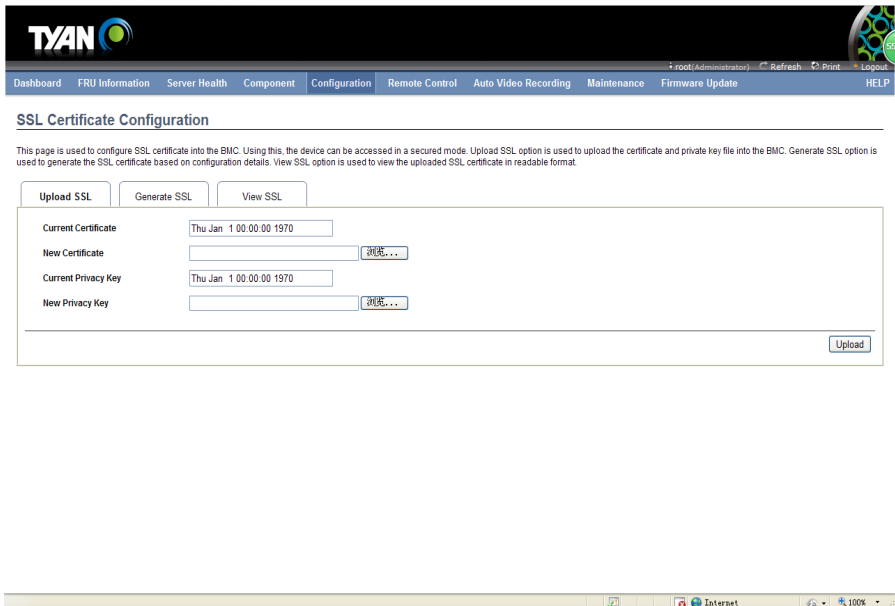 TYAN
55
root(Administrator) Refresh Print Logout
Dashboard FRU Information Server Health Component Configuration Remote Control Auto Video Recording Maintenance Firmware Update HELP
SSL Certificate Configuration
This page is used to configure SSL certificate into the BMC. Using this, the device can be accessed in a secured mode. Upload SSL option is used to upload the certificate and private key file into the BMC. Generate SSL option is
used to generate the SSL certificate based on configuration details. View SSL option is used to view the uploaded SSL certificate in readable format.
Upload SSL Generate SSL View SSL
Current Certificate Thu Jan 1 00:00:00 1970
New Certificate 浏览...
Current Privacy Key Thu Jan 1 00:00:00 1970
New Privacy Key 浏览...
Upload
Internet 100%